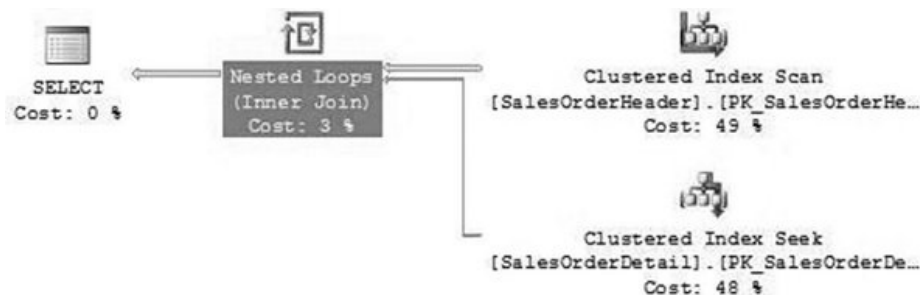 SELECT
Cost: 0 %
Nested Loops
(Inner Join)
Cost: 3 %
Clustered Index Scan
[SalesOrderHeader].[PK_SalesOrderHe…
Cost: 49 %
Clustered Index Seek
[SalesOrderDetail].[PK_SalesOrderDe…
Cost: 48 %